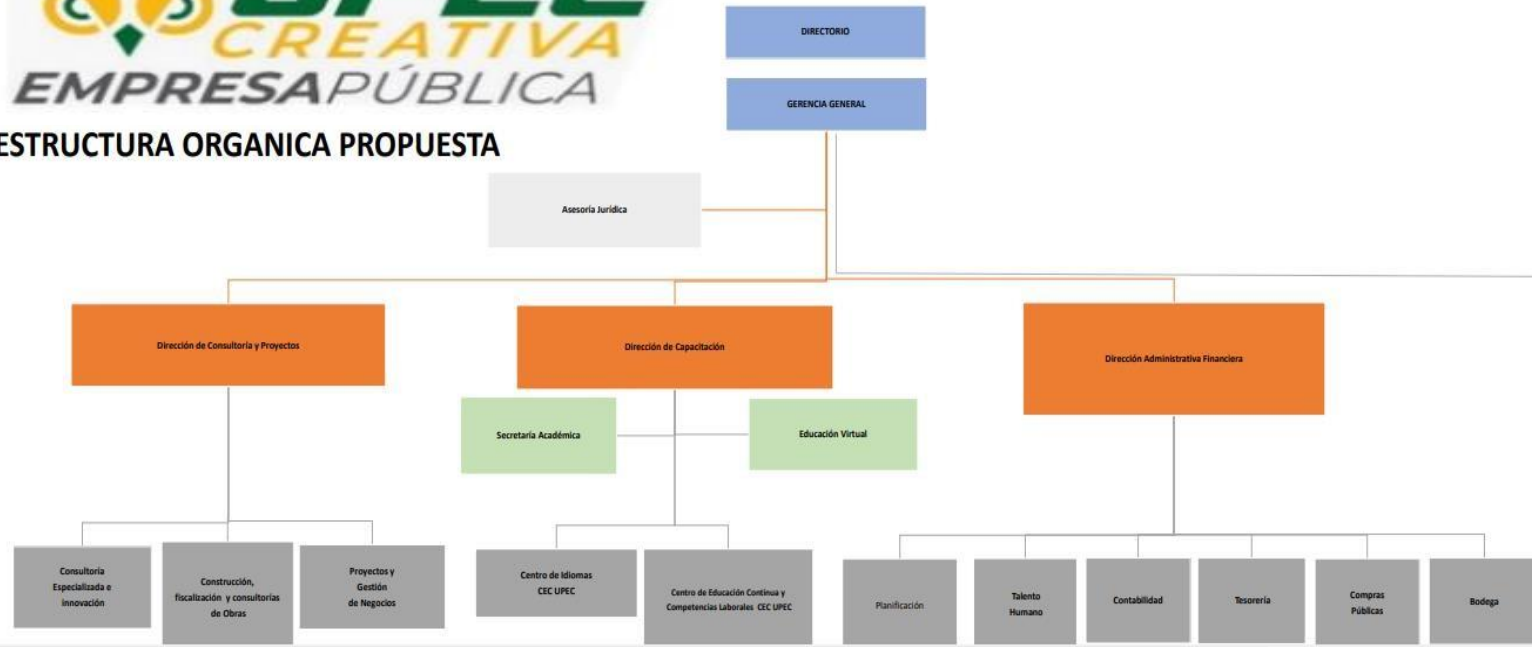 UPEC
CREATIVA
EMPRESAPÚBLICA
ESTRUCTURA ORGANICA PROPUESTA
DIRECTORIO
GERENCIA GENERAL
Asesoría Jurídica
Dirección de Consultoría y Proyectos
Dirección de Capacitación
Dirección Administrativa Financiera
Secretaría Académica
Educación Virtual
Consultoría
Especializada e
innovación
Construcción,
fiscalización y consultorías
de Obras
Proyectos y
Gestión
de Negocios
Centro de Idiomas
CEC UPEC
Centro de Educación Continua y
Competencias Laborales CEC UPEC
Planificación
Talento
Humano
Contabilidad
Tesorería
Compras
Públicas
Bodega